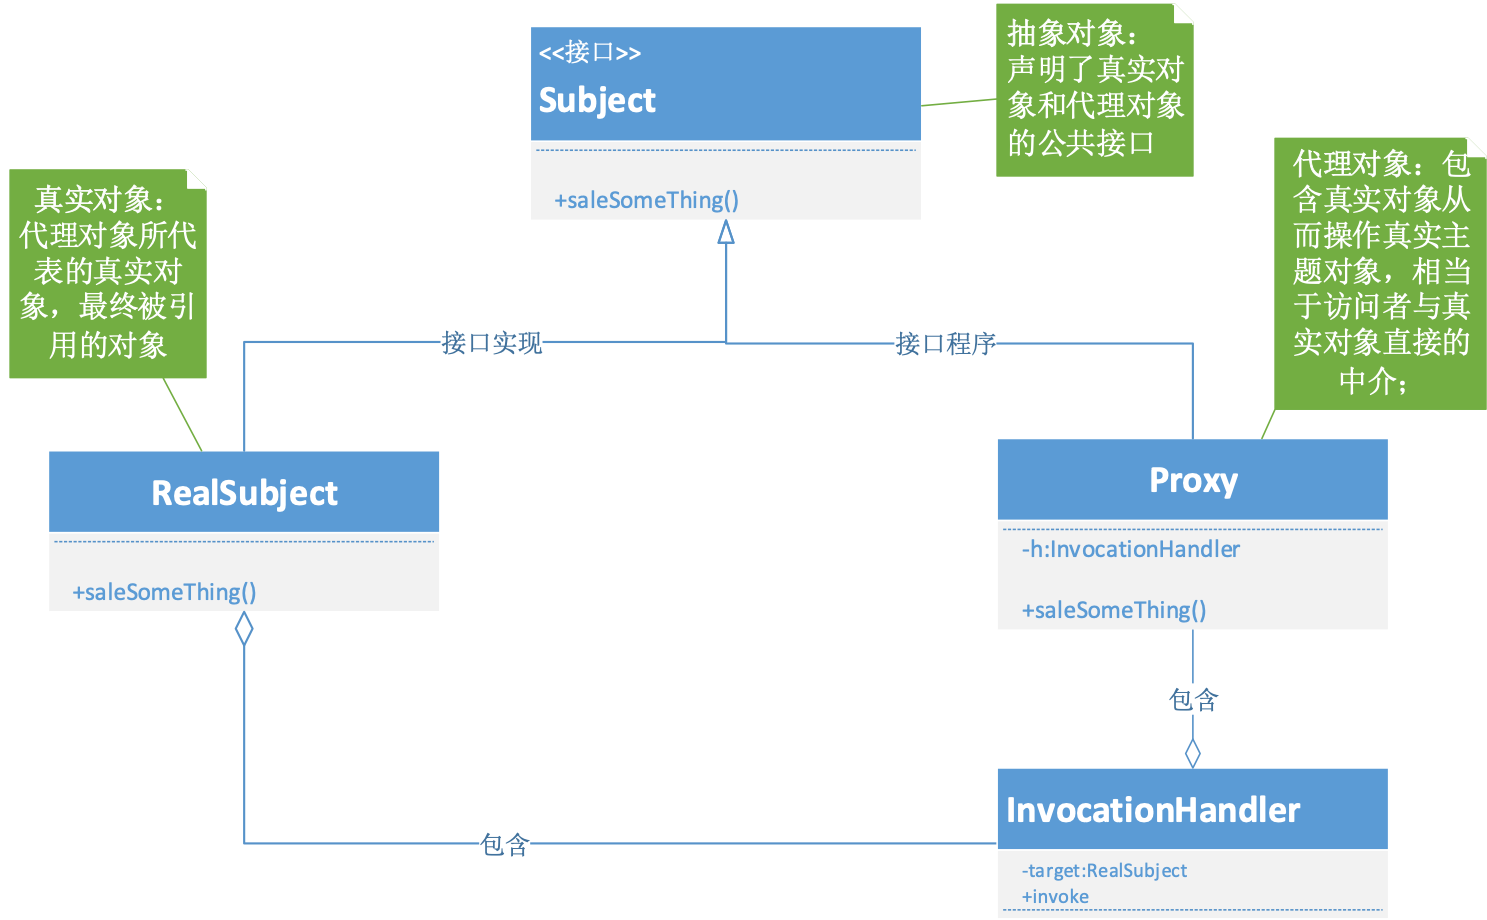 <<接口>>
Subject
+saleSomeThing()
抽象对象：
声明了真实对
象和代理对象
的公共接口
代理对象：包
含真实对象从
而操作真实主
题对象，相当
于访问者与真
实对象直接的
中介；
真实对象：
代理对象所代
表的真实对
象，最终被引
用的对象
接口实现
接口程序
RealSubject
+saleSomeThing()
Proxy
-h:InvocationHandler
+saleSomeThing()
包含
包含
InvocationHandler
-target:RealSubject
+invoke